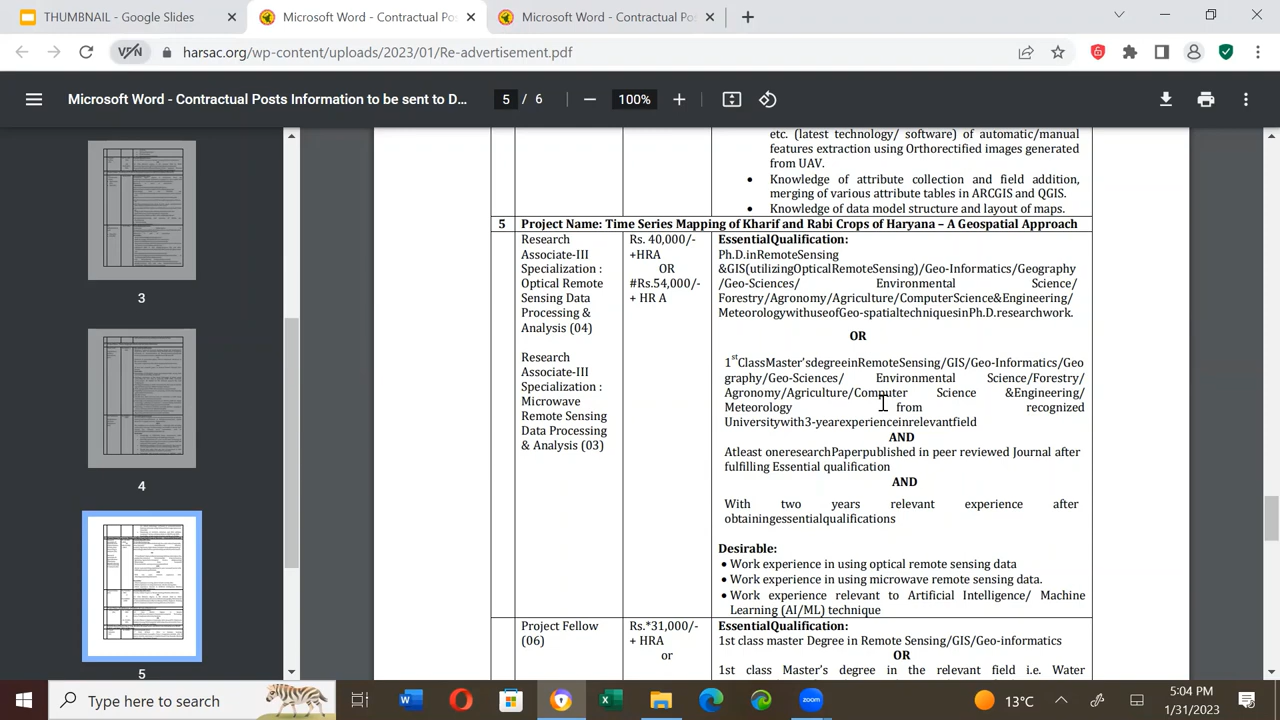 THUMBNAIL - Google Slides
Microsoft Word - Contractual Pos
Microsoft Word - Contractual Pos
VPN
harsac.org/wp-content/uploads/2023/01/Re-advertisement.pdf
Microsoft Word - Contractual Posts Information to be sent to D...
5 / 6
100%
3
4
5
etc. (latest technology/ software) of automatic/manual
features extraction using Orthorectified images generated
from UAV.
• Knowledge of attribute collection and field addition,
merging of various attribute tables in ARCGIS and QGIS.
• Knowledge of data model structure and layout of maps.
5 Project Name: Time Series Mapping of Kharif and Rabi Crops of Haryana – A Geospatial Approach
Research
Associate-III
Specialization :
Optical Remote
Sensing Data
Processing &
Analysis (04)
Research
Associate-III
Specialization :
Microwave
Remote Sensing
Data Processing
& Analysis (03)
Rs. 40,000/-
+HRA
OR
#Rs.54,000/-
+ HR A
EssentialQualification:
Ph.D.inRemoteSensing
&GIS(utilizingOpticalRemoteSensing)/Geo-Informatics/Geography
/Geo-Sciences/ Environmental Science/
Forestry/Agronomy/Agriculture/ComputerScience&Engineering/
MeteorologywithuseofGeo-spatialtechniquesinPh.D.researchwork.
OR
1stClassMaster'sdegreeinRemoteSensing/GIS/Geo-Informatics/Geo
graphy/Geo-Sciences/ Environmental Science/Forestry/
Agronomy/Agriculture/Computer Science &Engineering/
Meteorology from recognized
Universitywith3-yearexperienceinrelevantfield
AND
Atleast oneresearchPaperpublished in peer reviewed Journal after
fulfilling Essential qualification
AND
With two years relevant experience after
obtainingessentialqualifications
Desirable:
• Work experience in using optical remote sensing data
• Work experience in using microwave remote sensing data.
• Work experience relevant to Artificial Intelligence/ Machine
Learning (AI/ML) technique
Project Fellow
(06)
Rs.*31,000/-
+ HRA
or
EssentialQualification:
1st class master Degree in Remote Sensing/GIS/Geo-informatics
OR
1st class Master's degree in the relevant field i.e. Water
Type here to search
zoom
13°C
5:04 PM
1/31/2023